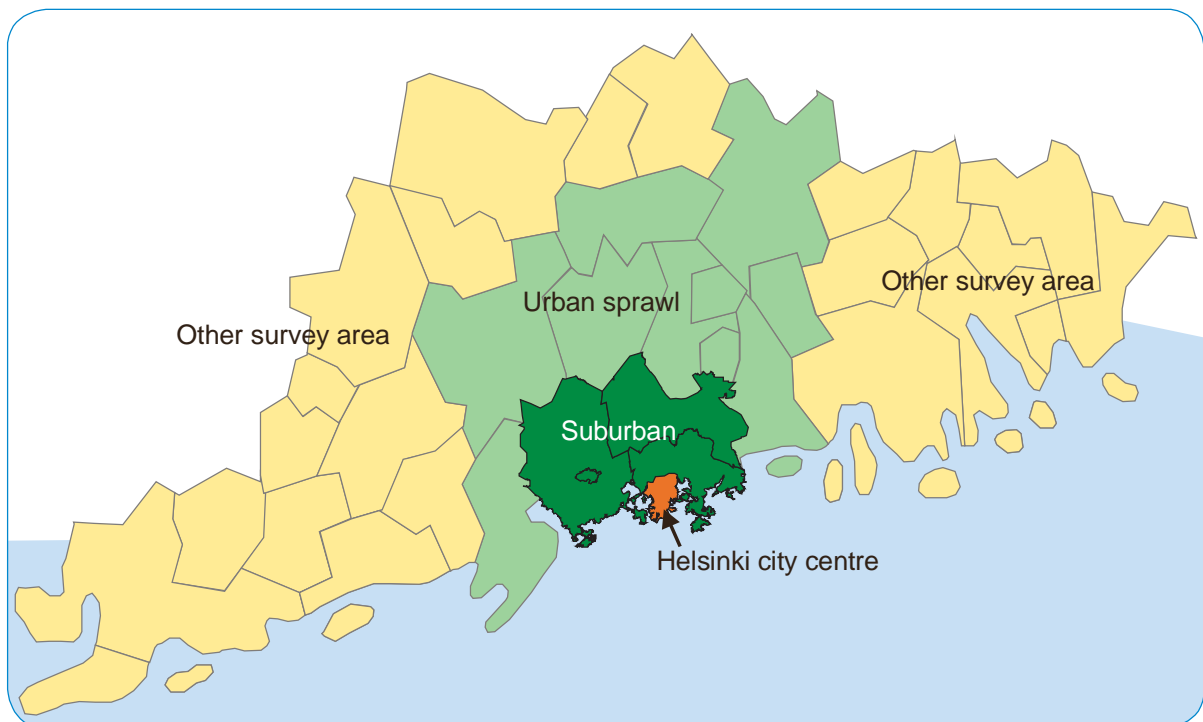 Other survey area
Urban sprawl
Other survey area
Suburban
Helsinki city centre